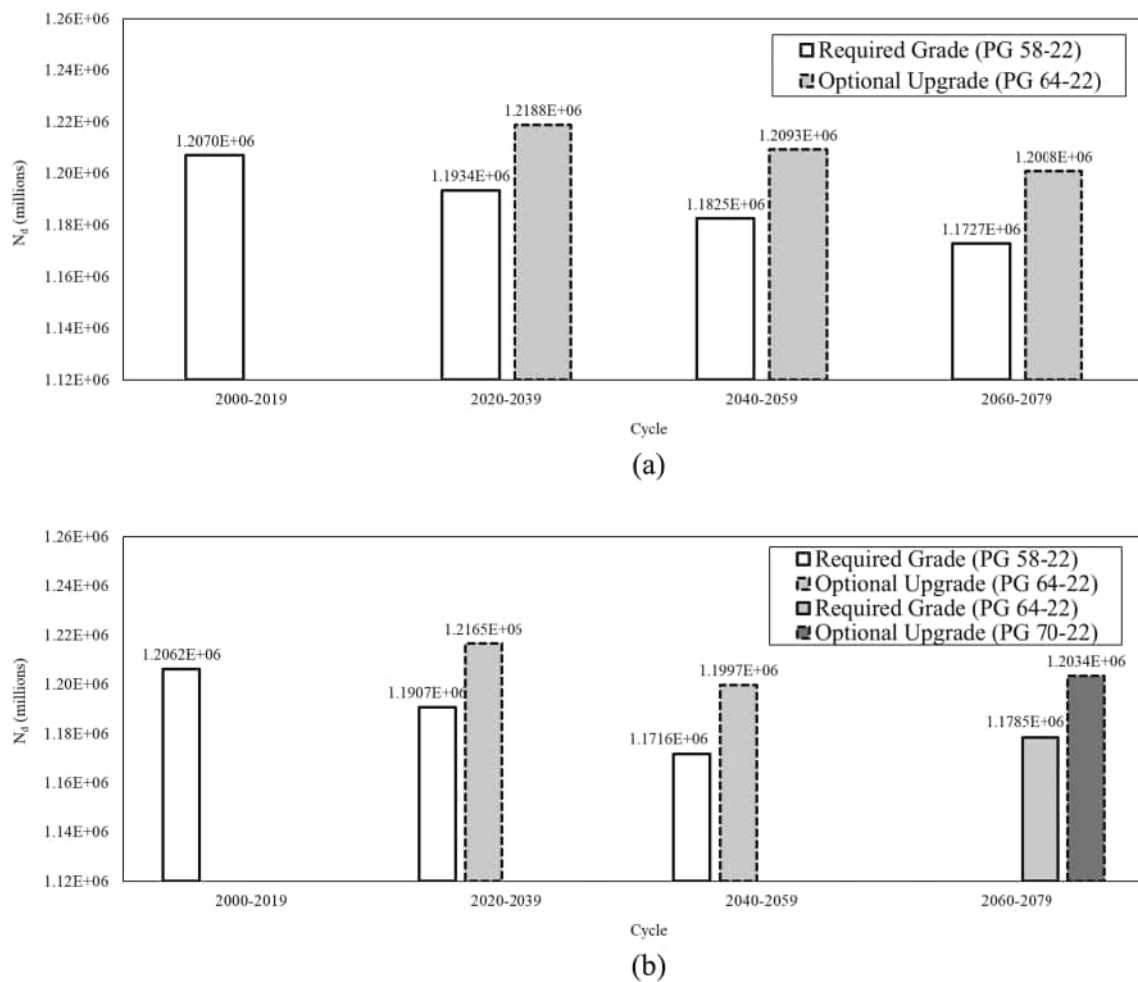 1.26E+06
1.24E+06
1.22E+06
1.20E+06
1.18E+06
1.16E+06
1.14E+06
1.12E+06
N_d (millions)
Required Grade (PG 58-22)
Optional Upgrade (PG 64-22)
1.2070E+06
1.1934E+06
1.2188E+06
1.1825E+06
1.2093E+06
1.1727E+06
1.2008E+06
2000-2019 2020-2039 2040-2059 2060-2079
Cycle
(a)
1.26E+06
1.24E+06
1.22E+06
1.20E+06
1.18E+06
1.16E+06
1.14E+06
1.12E+06
N_d (millions)
Required Grade (PG 58-22)
Optional Upgrade (PG 64-22)
Required Grade (PG 64-22)
Optional Upgrade (PG 70-22)
1.2062E+06
1.1907E+06
1.2165E+06
1.1716E+06
1.1997E+06
1.1785E+06
1.2034E+06
2000-2019 2020-2039 2040-2059 2060-2079
Cycle
(b)